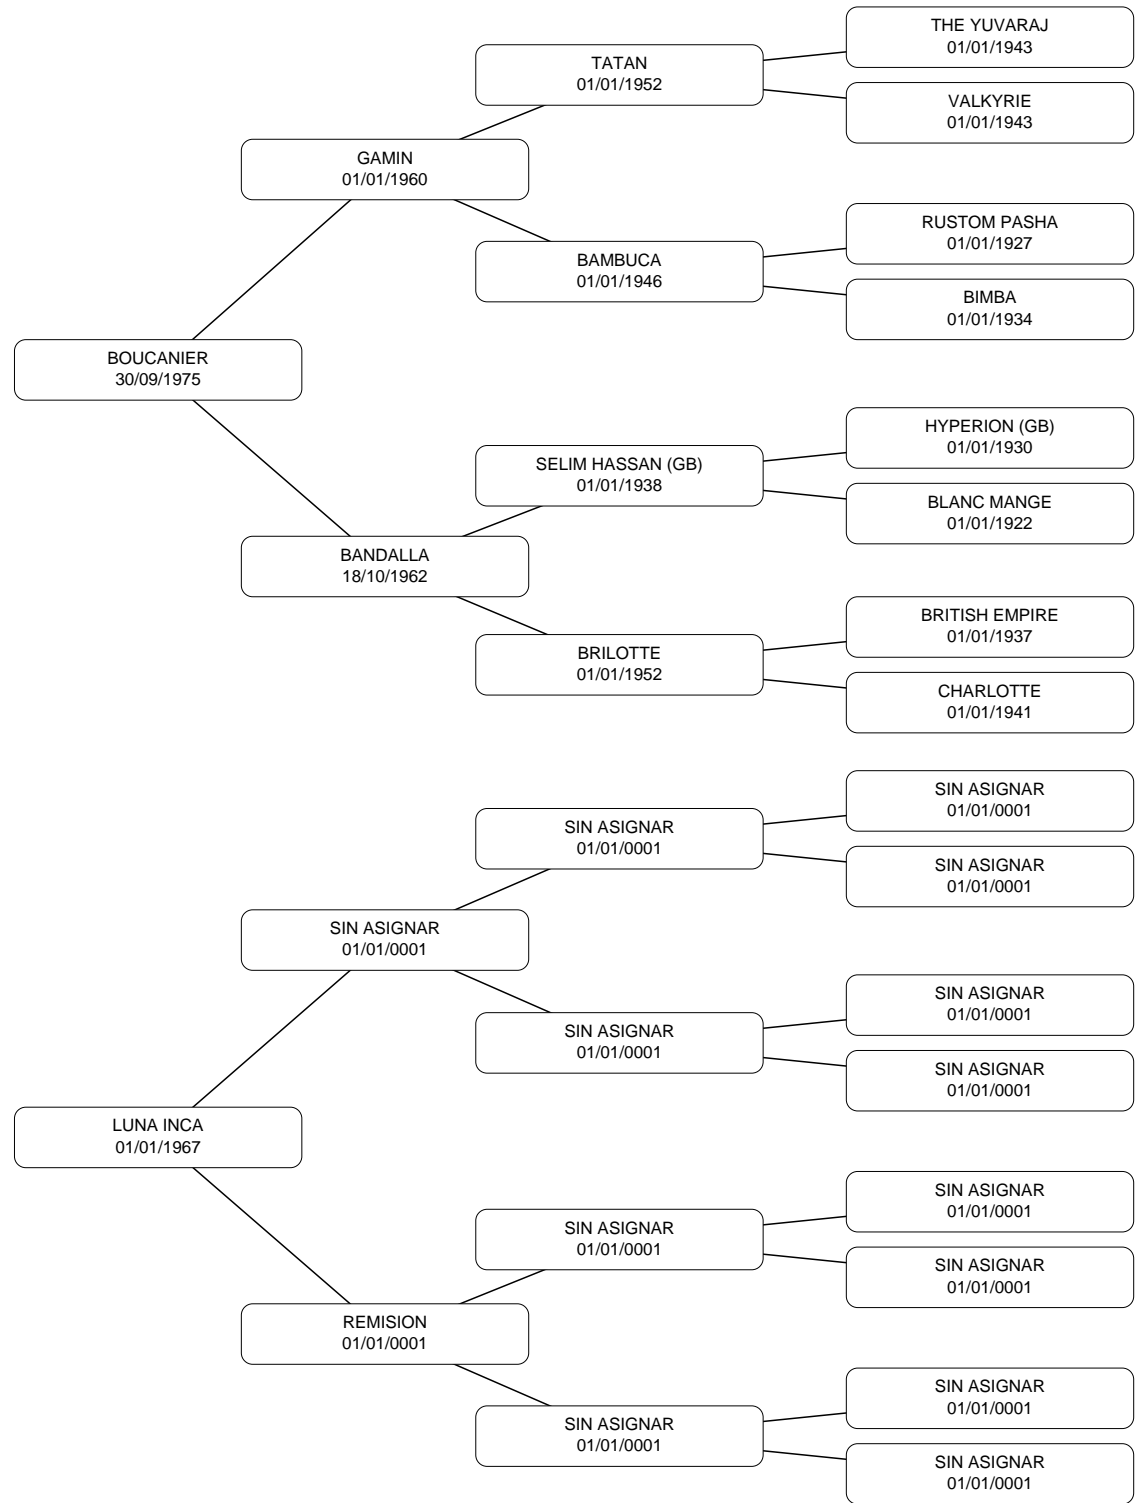 THE YUVARAJ
01/01/1943
TATAN
01/01/1952
VALKYRIE
01/01/1943
GAMIN
01/01/1960
RUSTOM PASHA
01/01/1927
BAMBUCA
01/01/1946
BIMBA
01/01/1934
BOUCANIER
30/09/1975
HYPERION (GB)
01/01/1930
SELIM HASSAN (GB)
01/01/1938
BLANC MANGE
01/01/1922
BANDALLA
18/10/1962
BRITISH EMPIRE
01/01/1937
BRILOTTE
01/01/1952
CHARLOTTE
01/01/1941
SIN ASIGNAR
01/01/0001
SIN ASIGNAR
01/01/0001
SIN ASIGNAR
01/01/0001
SIN ASIGNAR
01/01/0001
SIN ASIGNAR
01/01/0001
SIN ASIGNAR
01/01/0001
SIN ASIGNAR
01/01/0001
LUNA INCA
01/01/1967
SIN ASIGNAR
01/01/0001
SIN ASIGNAR
01/01/0001
SIN ASIGNAR
01/01/0001
REMISION
01/01/0001
SIN ASIGNAR
01/01/0001
SIN ASIGNAR
01/01/0001
SIN ASIGNAR
01/01/0001